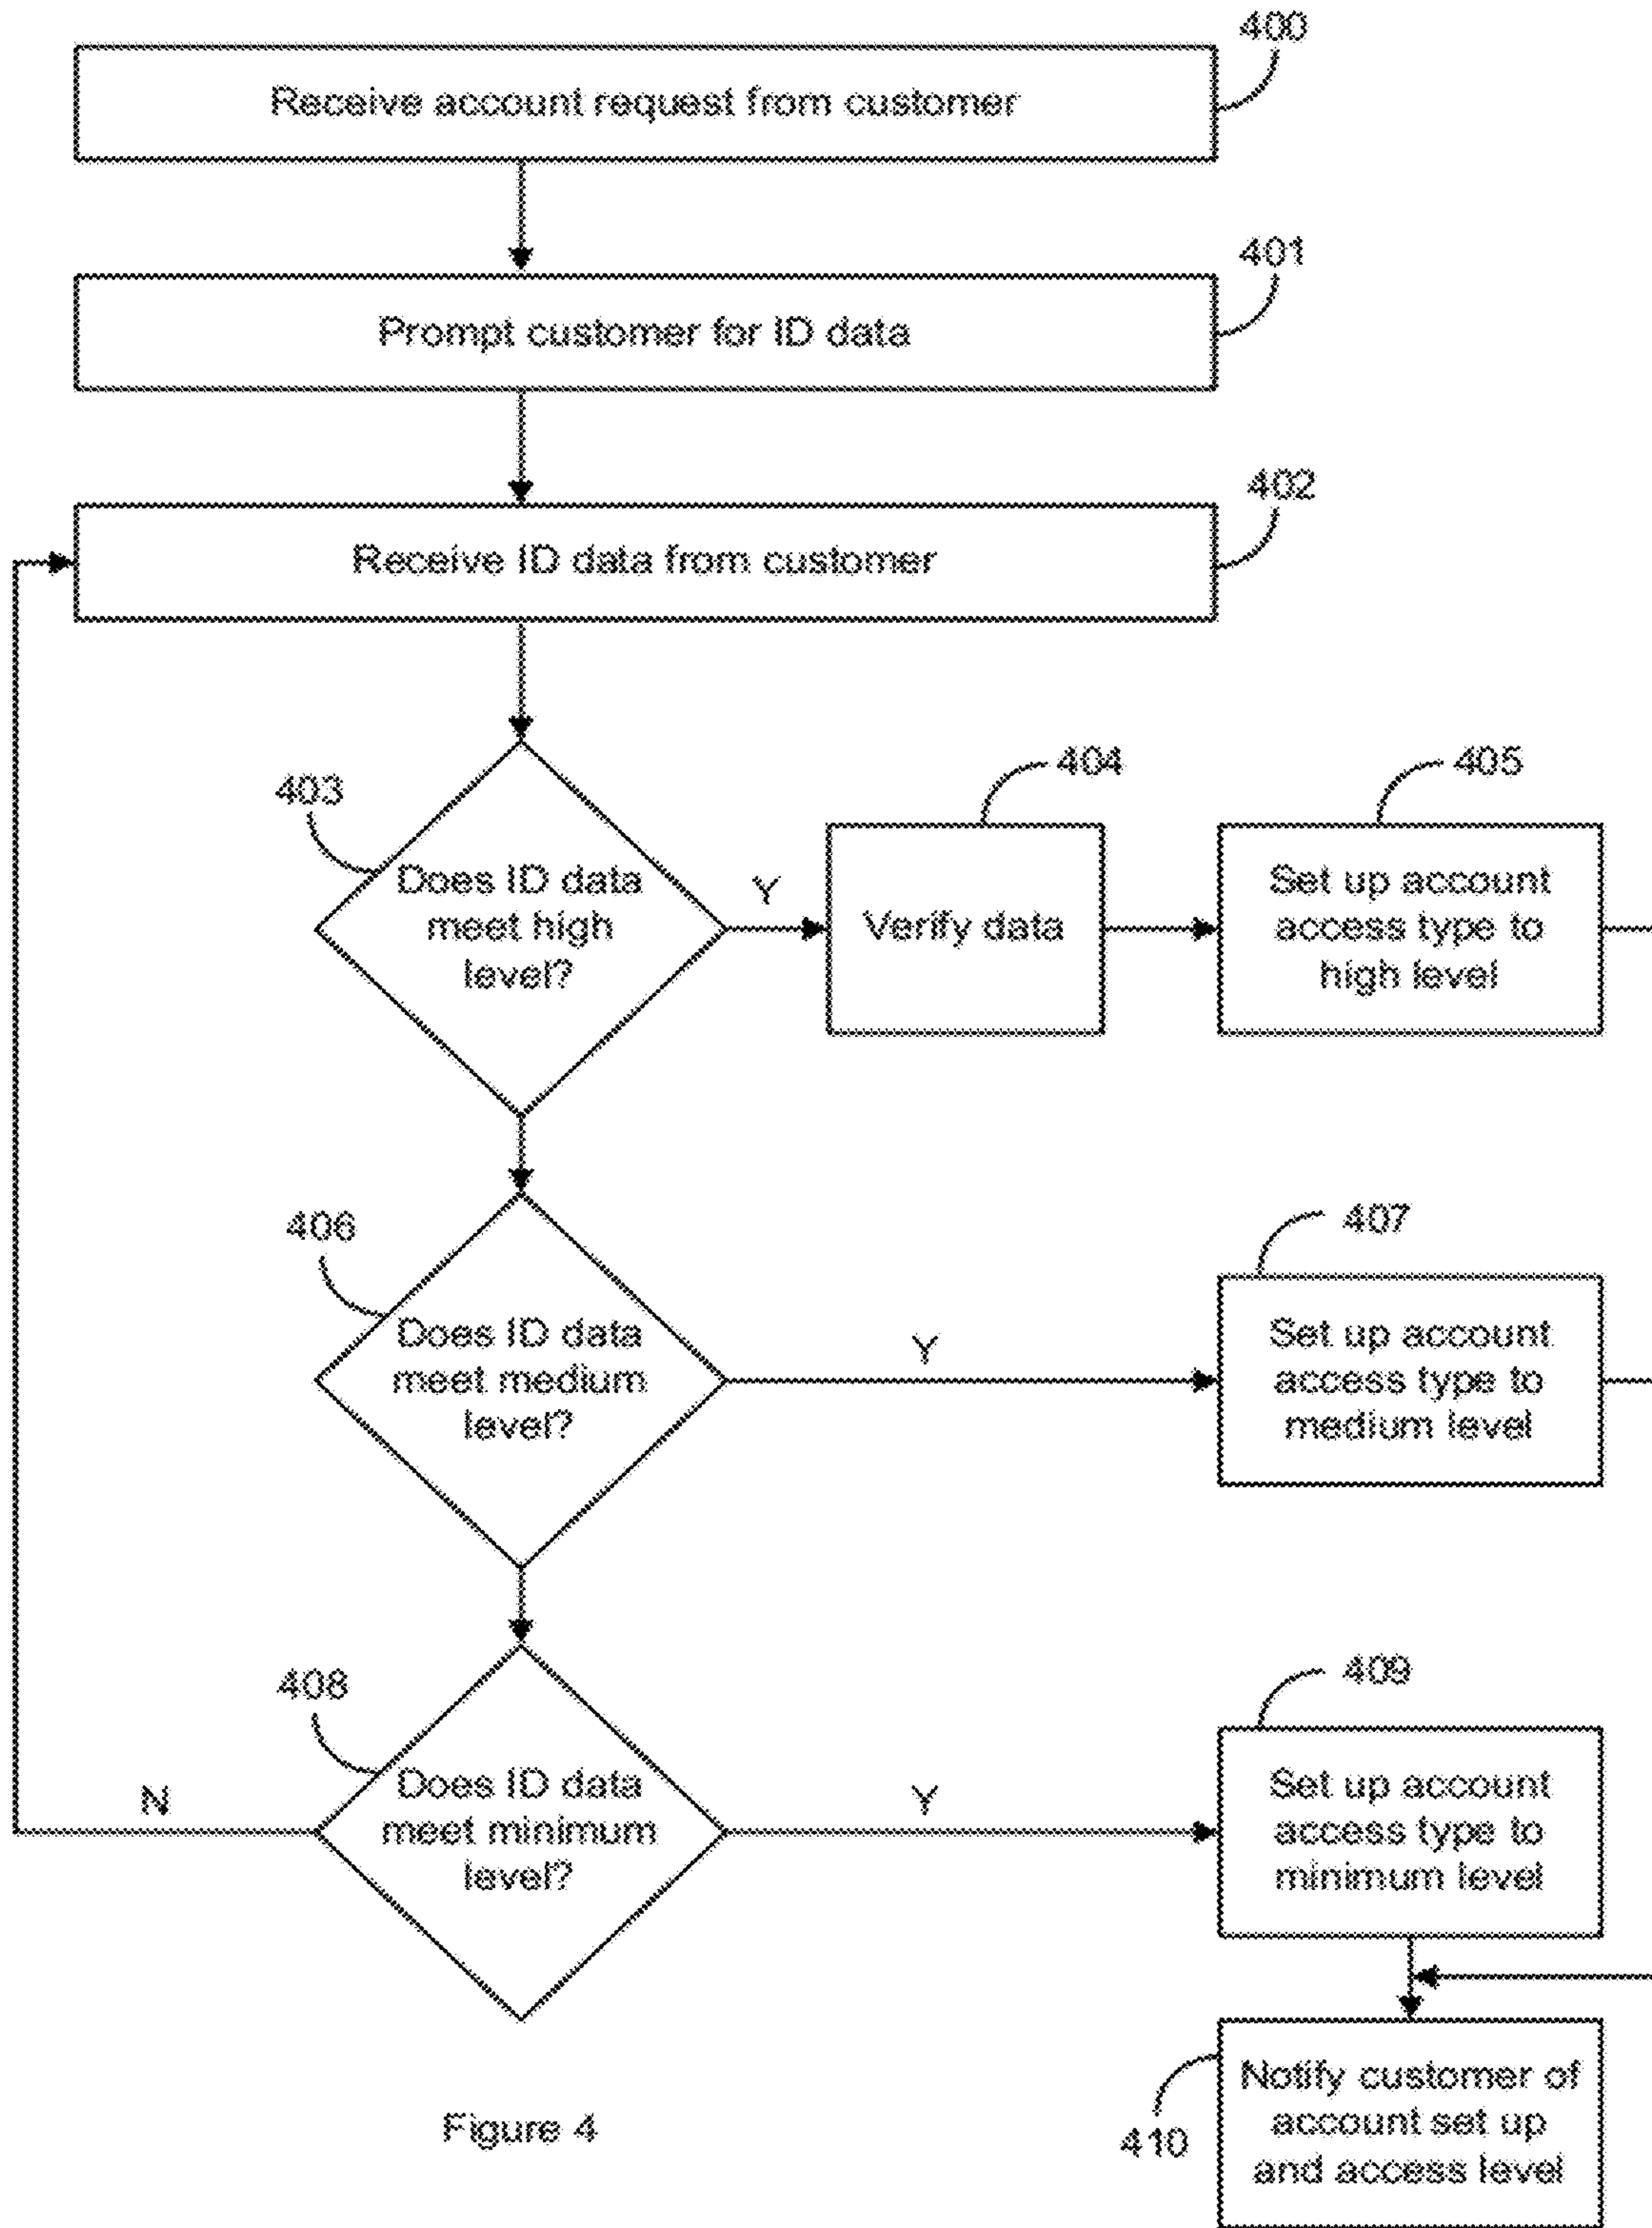 400
Receive account request from customer
401
Prompt customer for ID data
402
Receive ID data from customer
403
Does ID data
meet high
level?
Y
404
Verify data
405
Set up account
access type to
high level
406
Does ID data
meet medium
level?
Y
407
Set up account
access type to
medium level
408
Does ID data
meet minimum
level?
N
Y
409
Set up account
access type to
minimum level
410
Notify customer of
account set up
and access level
Figure 4